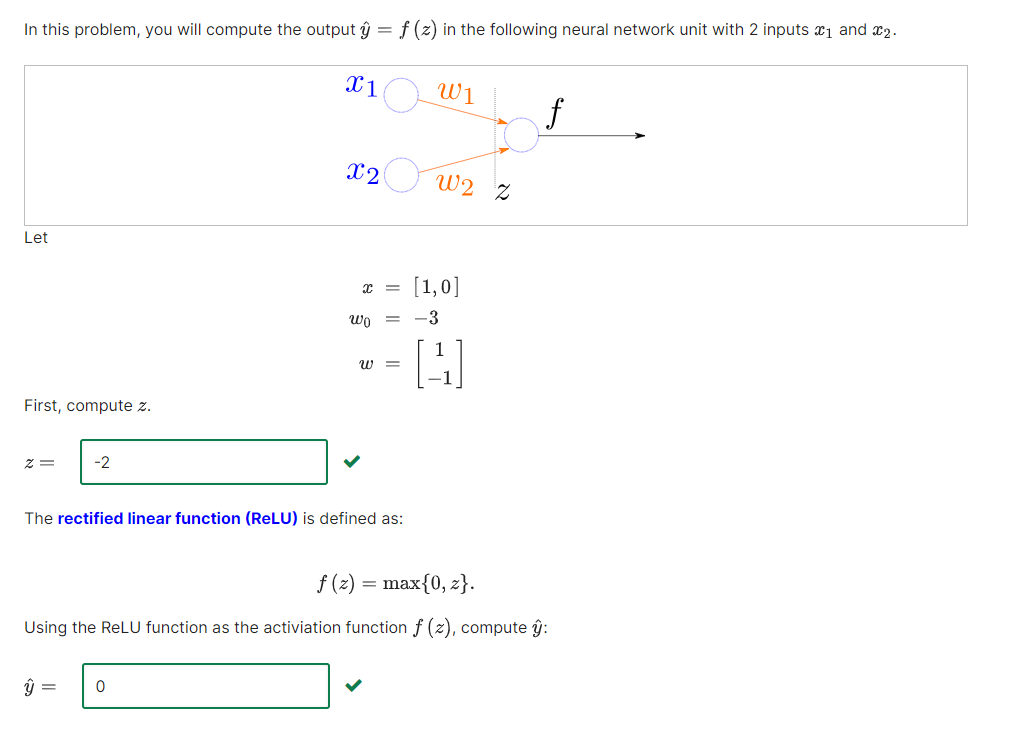 In this problem, you will compute the output ŷ = f (z) in the following neural network unit with 2 inputs x₁ and x₂.
x₁ w₁
f
x₂ w₂ z
Let
x = [1, 0]
w₀ = −3
w = [1
−1]
First, compute z.
z = -2 ✔
The rectified linear function (ReLU) is defined as:
f (z) = max{0, z}.
Using the ReLU function as the activiation function f (z), compute ŷ:
ŷ = 0 ✔